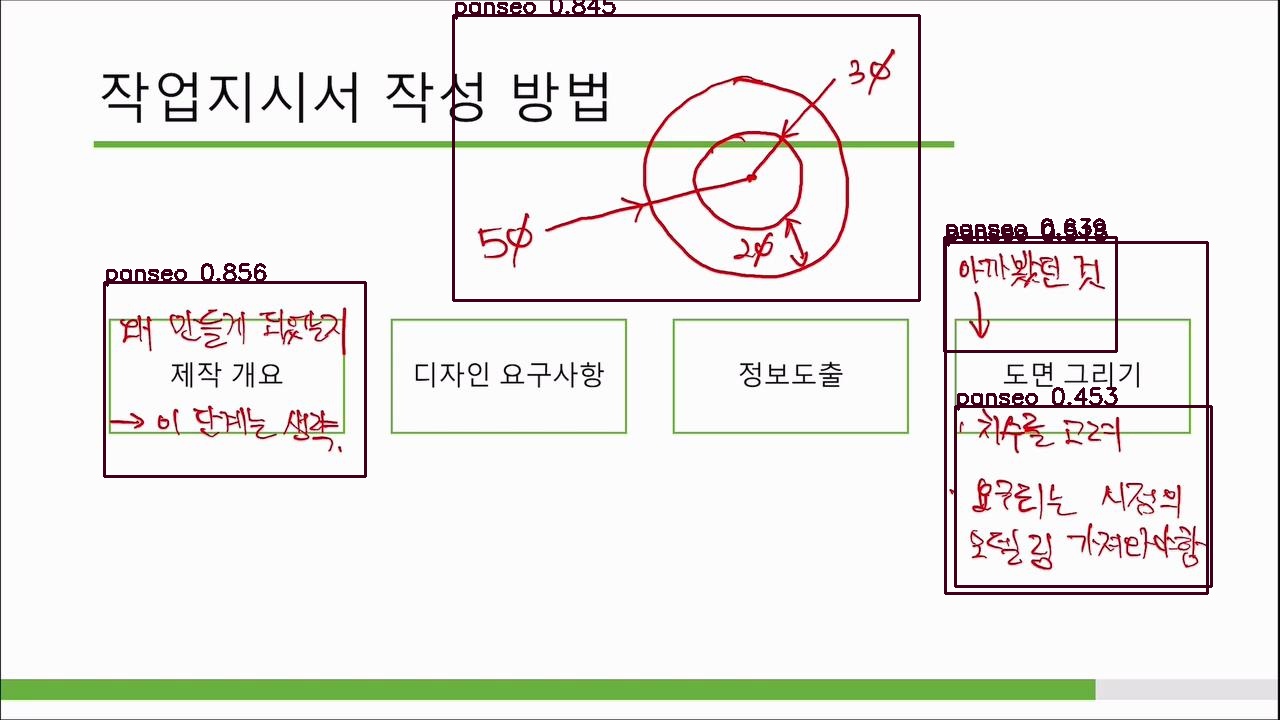 panseo 0.845
작업지시서 작성 방법
3∅
5∅
2∅
panseo 0.639
아까봤던 것
panseo 0.856
왜 만들게 되었는지
제작 개요
→ 이 단계는 생략.
디자인 요구사항
정보도출
도면 그리기
panseo 0.453
· 치수를 고려
· 요구되는 시점의
모델링 가져와야함